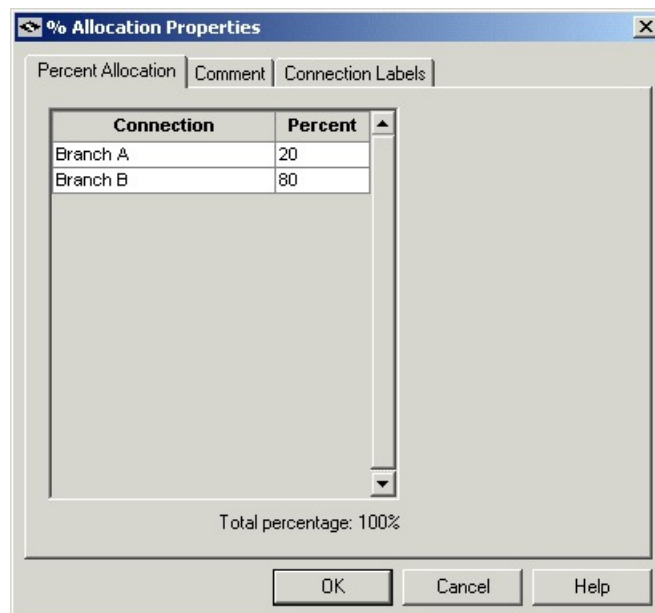 % Allocation Properties
Percent Allocation Comment Connection Labels
Connection Percent
Branch A 20
Branch B 80
Total percentage: 100%
OK Cancel Help